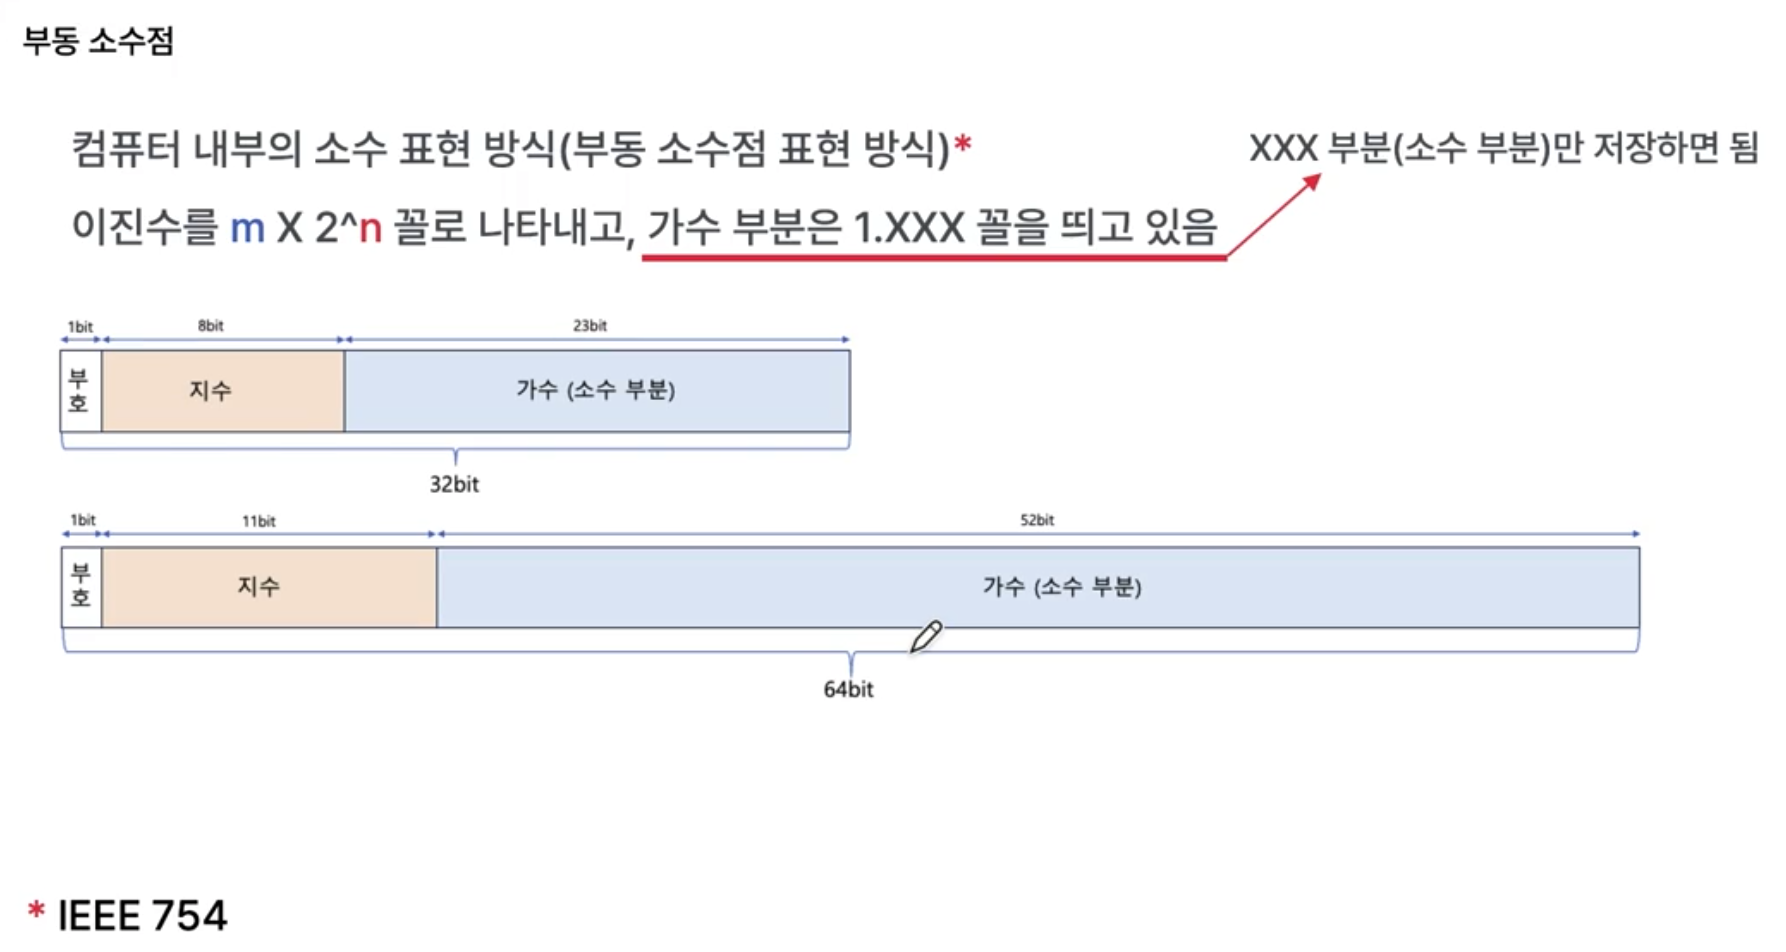 부동 소수점
컴퓨터 내부의 소수 표현 방식(부동 소수점 표현 방식)*
XXX 부분(소수 부분)만 저장하면 됨
이진수를 m X 2^n 꼴로 나타내고, 가수 부분은 1.XXX 꼴을 띄고 있음
1bit 8bit 23bit
부호 지수 가수 (소수 부분)
32bit
1bit 11bit 52bit
부호 지수 가수 (소수 부분)
64bit
* IEEE 754